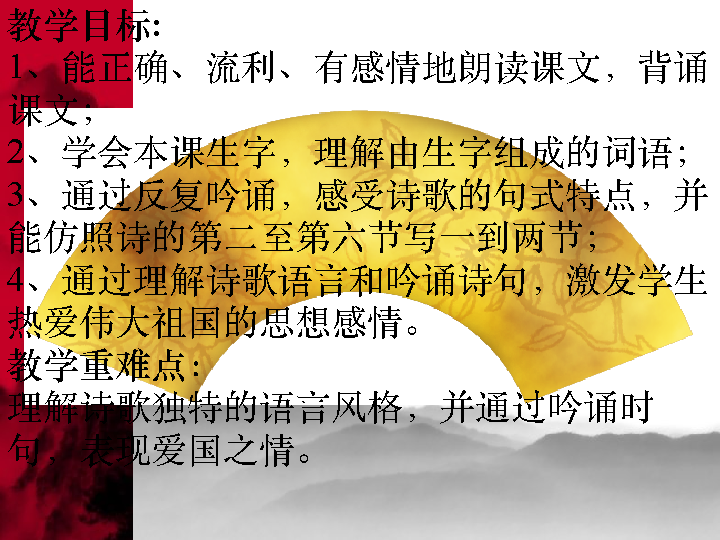 教学目标:
1、能正确、流利、有感情地朗读课文，背诵
课文；
2、学会本课生字，理解由生字组成的词语；
3、通过反复吟诵，感受诗歌的句式特点，并
能仿照诗的第二至第六节写一到两节；
4、通过理解诗歌语言和吟诵诗句，激发学生
热爱伟大祖国的思想感情。
教学重难点：
理解诗歌独特的语言风格，并通过吟诵时
句，表现爱国之情。